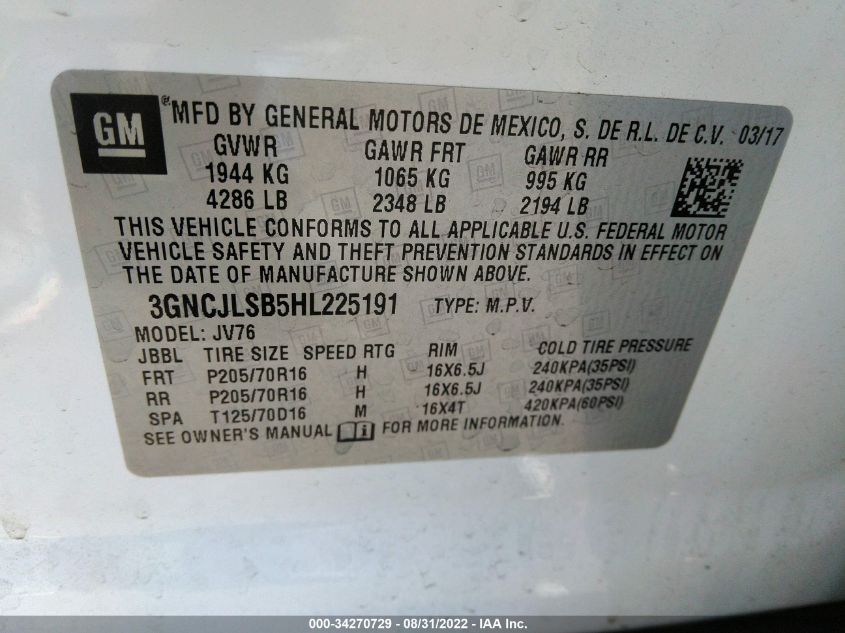 GM
® MFD BY GENERAL MOTORS DE MEXICO, S. DE R.L. DE C.V. 03/17
GVWR GAWR FRT GAWR RR
1944 KG 1065 KG 995 KG
4286 LB 2348 LB 2194 LB
THIS VEHICLE CONFORMS TO ALL APPLICABLE U.S. FEDERAL MOTOR
VEHICLE SAFETY AND THEFT PREVENTION STANDARDS IN EFFECT ON
THE DATE OF MANUFACTURE SHOWN ABOVE.
3GNCJLSB5HL225191 TYPE: M.P.V.
MODEL: JV76
JBBL TIRE SIZE SPEED RTG RIM COLD TIRE PRESSURE
FRT P205/70R16 H 16X6.5J 240KPA(35PSI)
RR P205/70R16 H 16X6.5J 240KPA(35PSI)
SPA T125/70D16 M 16X4T 420KPA(60PSI)
SEE OWNER'S MANUAL i FOR MORE INFORMATION.
000-34270729 - 08/31/2022 - IAA Inc.